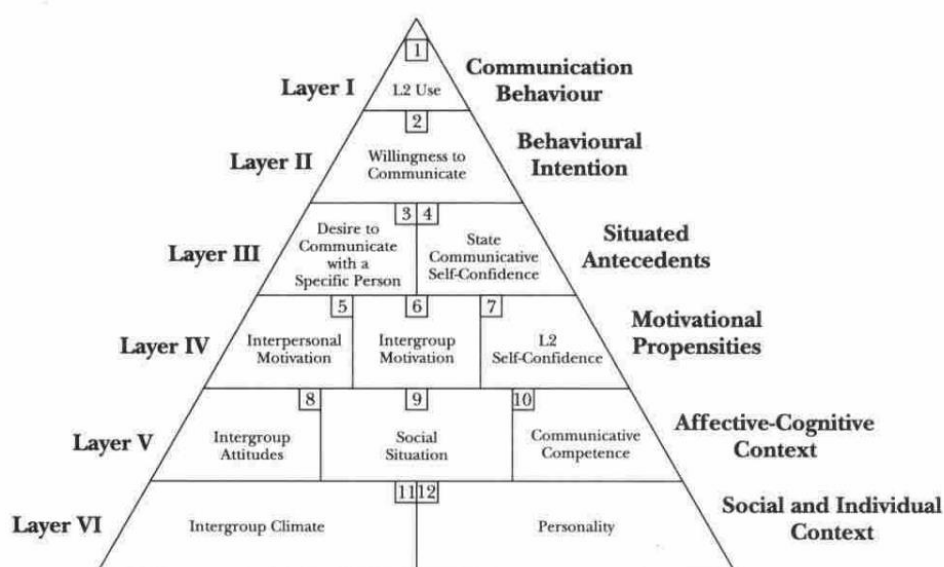 1
Layer I
L2 Use
Communication
Behaviour
2
Layer II
Willingness to
Communicate
Behavioural
Intention
3 4
Layer III
Desire to
Communicate
with a
Specific Person
State
Communicative
Self-Confidence
Situated
Antecedents
5 6 7
Layer IV
Interpersonal
Motivation
Intergroup
Motivation
L2
Self-Confidence
Motivational
Propensities
8 9 10
Layer V
Intergroup
Attitudes
Social
Situation
Communicative
Competence
Affective-Cognitive
Context
11 12
Layer VI
Intergroup Climate
Personality
Social and Individual
Context